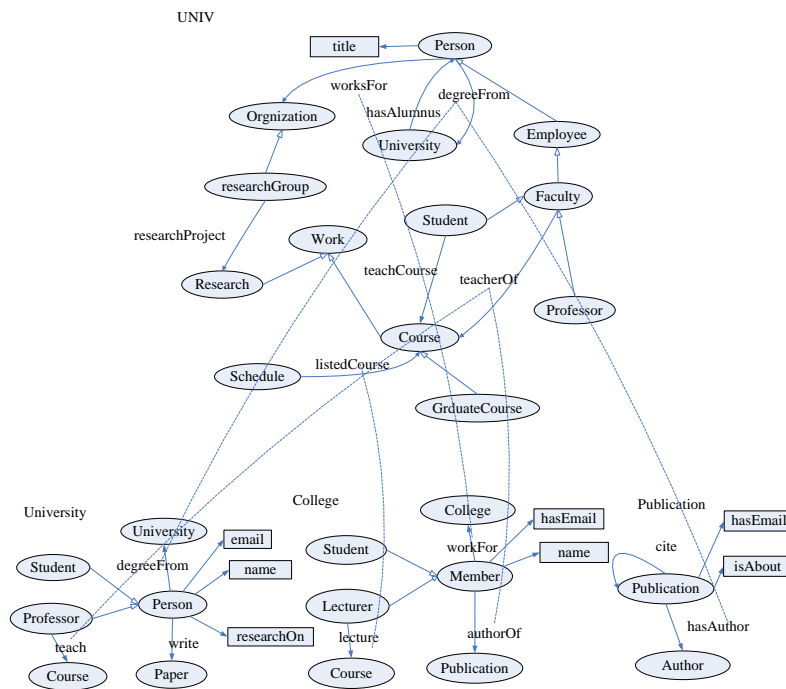 UNIV
title
Person
worksFor
degreeFrom
Orgnization
hasAlumnus
University
Employee
researchGroup
Faculty
Student
researchProject
Work
teachCourse
teacherOf
Research
Professor
Course
listedCourse
Schedule
GrduateCourse
University
College
Publication
University
email
College
hasEmail
hasEmail
cite
Student
degreeFrom
name
Student
workFor
name
isAbout
Person
Member
Publication
Professor
Lecturer
teach
write
researchOn
lecture
authorOf
hasAuthor
Course
Paper
Course
Publication
Author